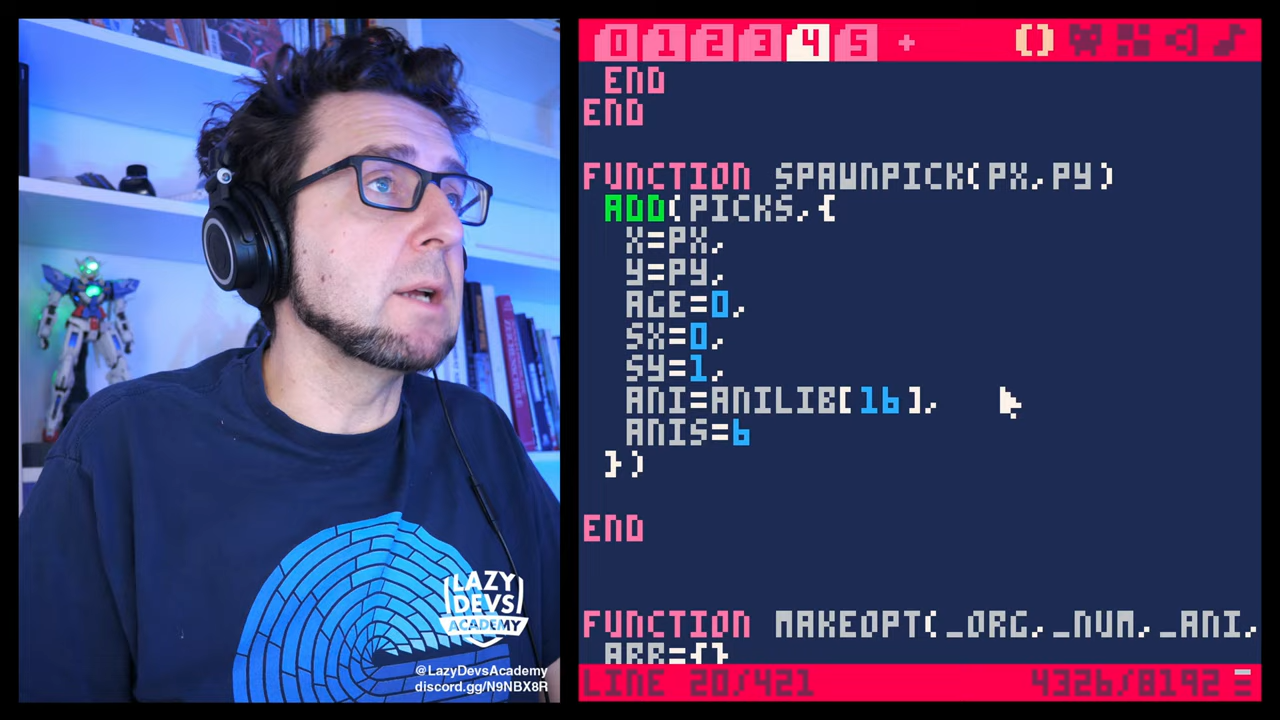 LAZY
DEVS
ACADEMY
@LazyDevsAcademy
discord.gg/N9NBX8R
0 1 2 3 4 5 +
END
END
FUNCTION SPAWNPICK(PX,PY)
ADD(PICKS,{
X=PX,
Y=PY,
AGE=0,
SX=0,
SY=1,
ANI=ANILIB[16],
ANIS=6
})
END
FUNCTION MAKEOPT(_ORG,_NUM,_ANI,
ARR={}
LINE 20/421
4326/8192